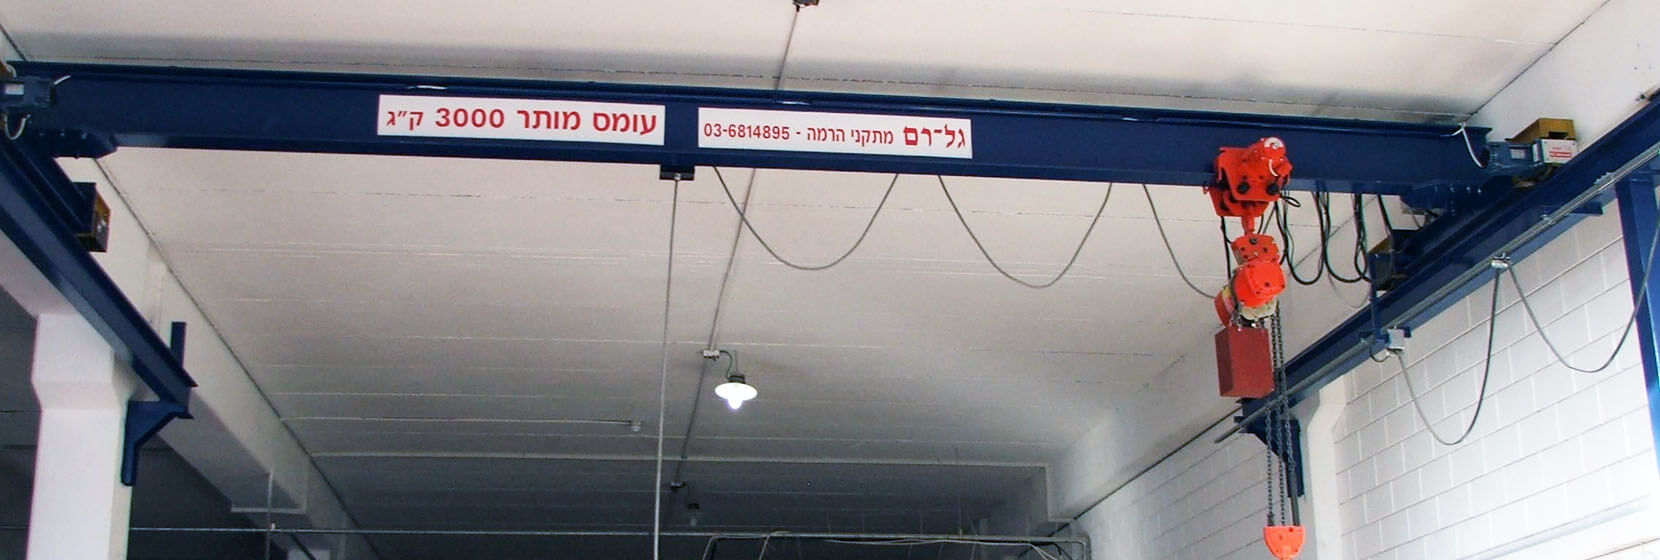 עומס מותר 3000 ק"ג
גל-רם מתקני הרמה - 03-6814895